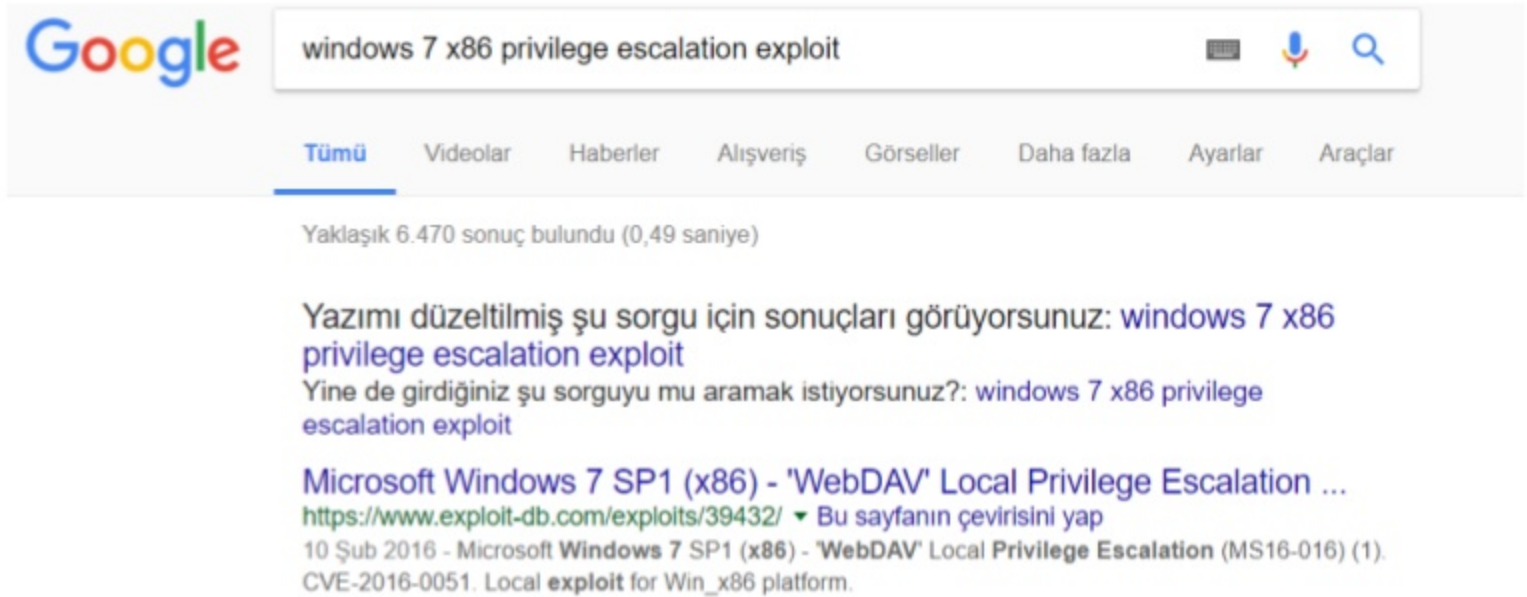 Google
windows 7 x86 privilege escalation exploit
Tümü Videolar Haberler Alışveriş Görseller Daha fazla Ayarlar Araçlar
Yaklaşık 6.470 sonuç bulundu (0,49 saniye)
Yazımı düzeltilmiş şu sorgu için sonuçları görüyorsunuz: windows 7 x86
privilege escalation exploit
Yine de girdiğiniz şu sorguyu mu aramak istiyorsunuz?: windows 7 x86 privilege
escalation exploit
Microsoft Windows 7 SP1 (x86) - 'WebDAV' Local Privilege Escalation ...
https://www.exploit-db.com/exploits/39432/ ▾ Bu sayfanın çevirisini yap
10 Şub 2016 - Microsoft Windows 7 SP1 (x86) - 'WebDAV' Local Privilege Escalation (MS16-016) (1).
CVE-2016-0051. Local exploit for Win_x86 platform.